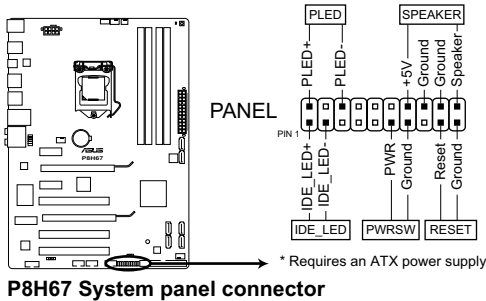 PLED
SPEAKER
PLED+
PLED-
+5V
Ground
Ground
Speaker
PANEL
PIN 1
IDE_LED+
IDE_LED-
PWR
Ground
Reset
Ground
IDE_LED
PWRSW
RESET
* Requires an ATX power supply
ASUS
P8H67
P8H67 System panel connector